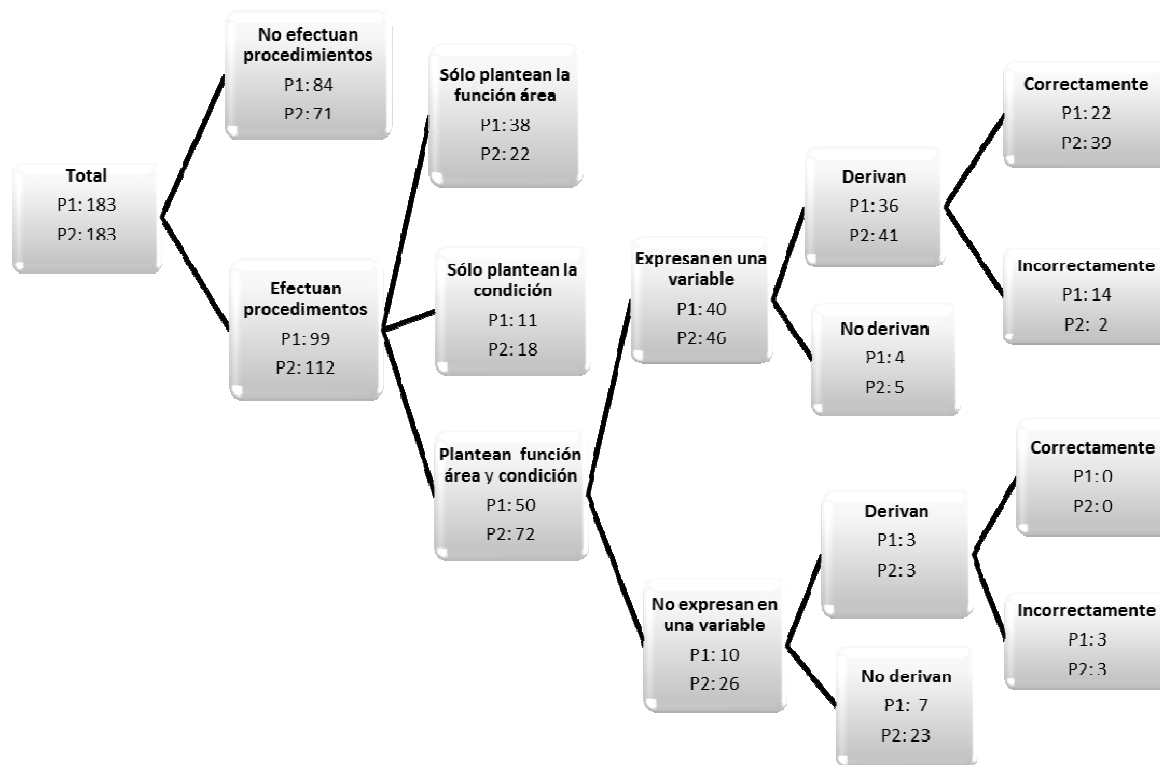 Total
P1: 183
P2: 183
No efectuan
procedimientos
P1: 84
P2: 71
Efectuan
procedimentos
P1: 99
P2: 112
Sólo plantean la
función área
P1: 38
P2: 22
Sólo plantean la
condición
P1: 11
P2: 18
Plantean función
área y condición
P1: 50
P2: 72
Expresan en una
variable
P1: 40
P2: 46
No expresan en
una variable
P1: 10
P2: 26
Derivan
P1: 36
P2: 41
No derivan
P1: 4
P2: 5
Derivan
P1: 3
P2: 3
No derivan
P1: 7
P2: 23
Correctamente
P1: 22
P2: 39
Incorrectamente
P1: 14
P2: 2
Correctamente
P1: 0
P2: 0
Incorrectamente
P1: 3
P2: 3